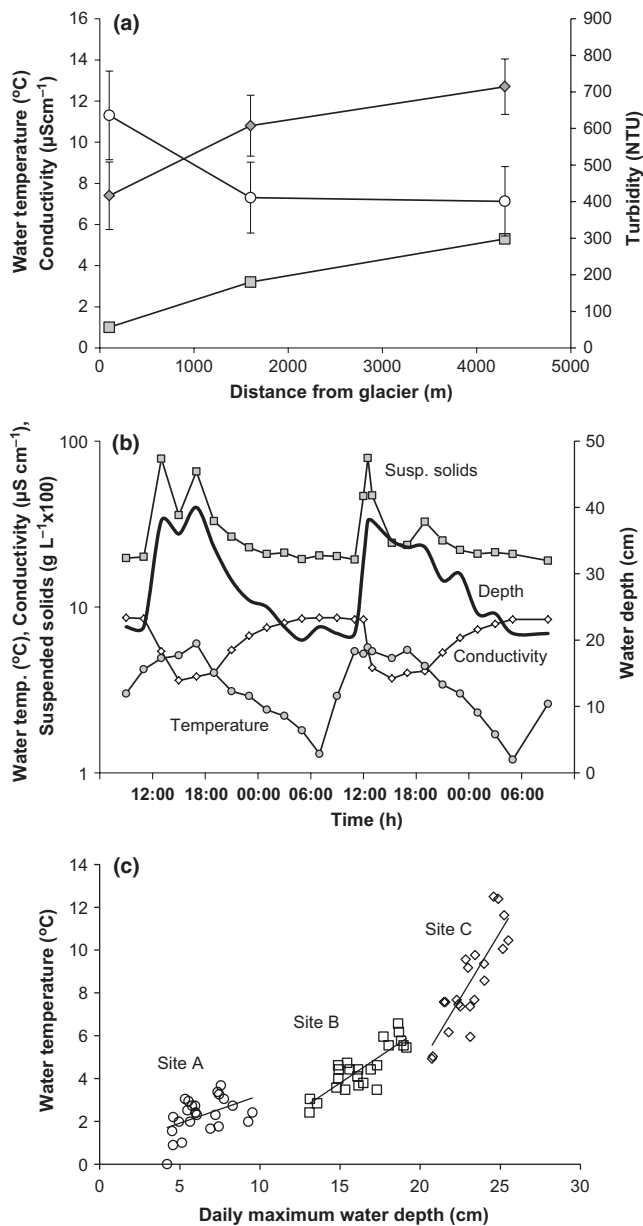 (a)
16
14
12
10
8
6
4
2
0
Water temperature (ºC)
Conductivity (µScm⁻¹)
900
800
700
600
500
400
300
200
100
0
Turbidity (NTU)
0 1000 2000 3000 4000 5000
Distance from glacier (m)
(b)
100
10
1
Water temp. (ºC), Conductivity (µS cm⁻¹),
Suspended solids (g L⁻¹x100)
Susp. solids
Depth
Conductivity
Temperature
50
40
30
20
10
0
Water depth (cm)
12:00 18:00 00:00 06:00 12:00 18:00 00:00 06:00
Time (h)
(c)
14
12
10
8
6
4
2
0
Water temperature (ºC)
Site C
Site B
Site A
0 5 10 15 20 25 30
Daily maximum water depth (cm)